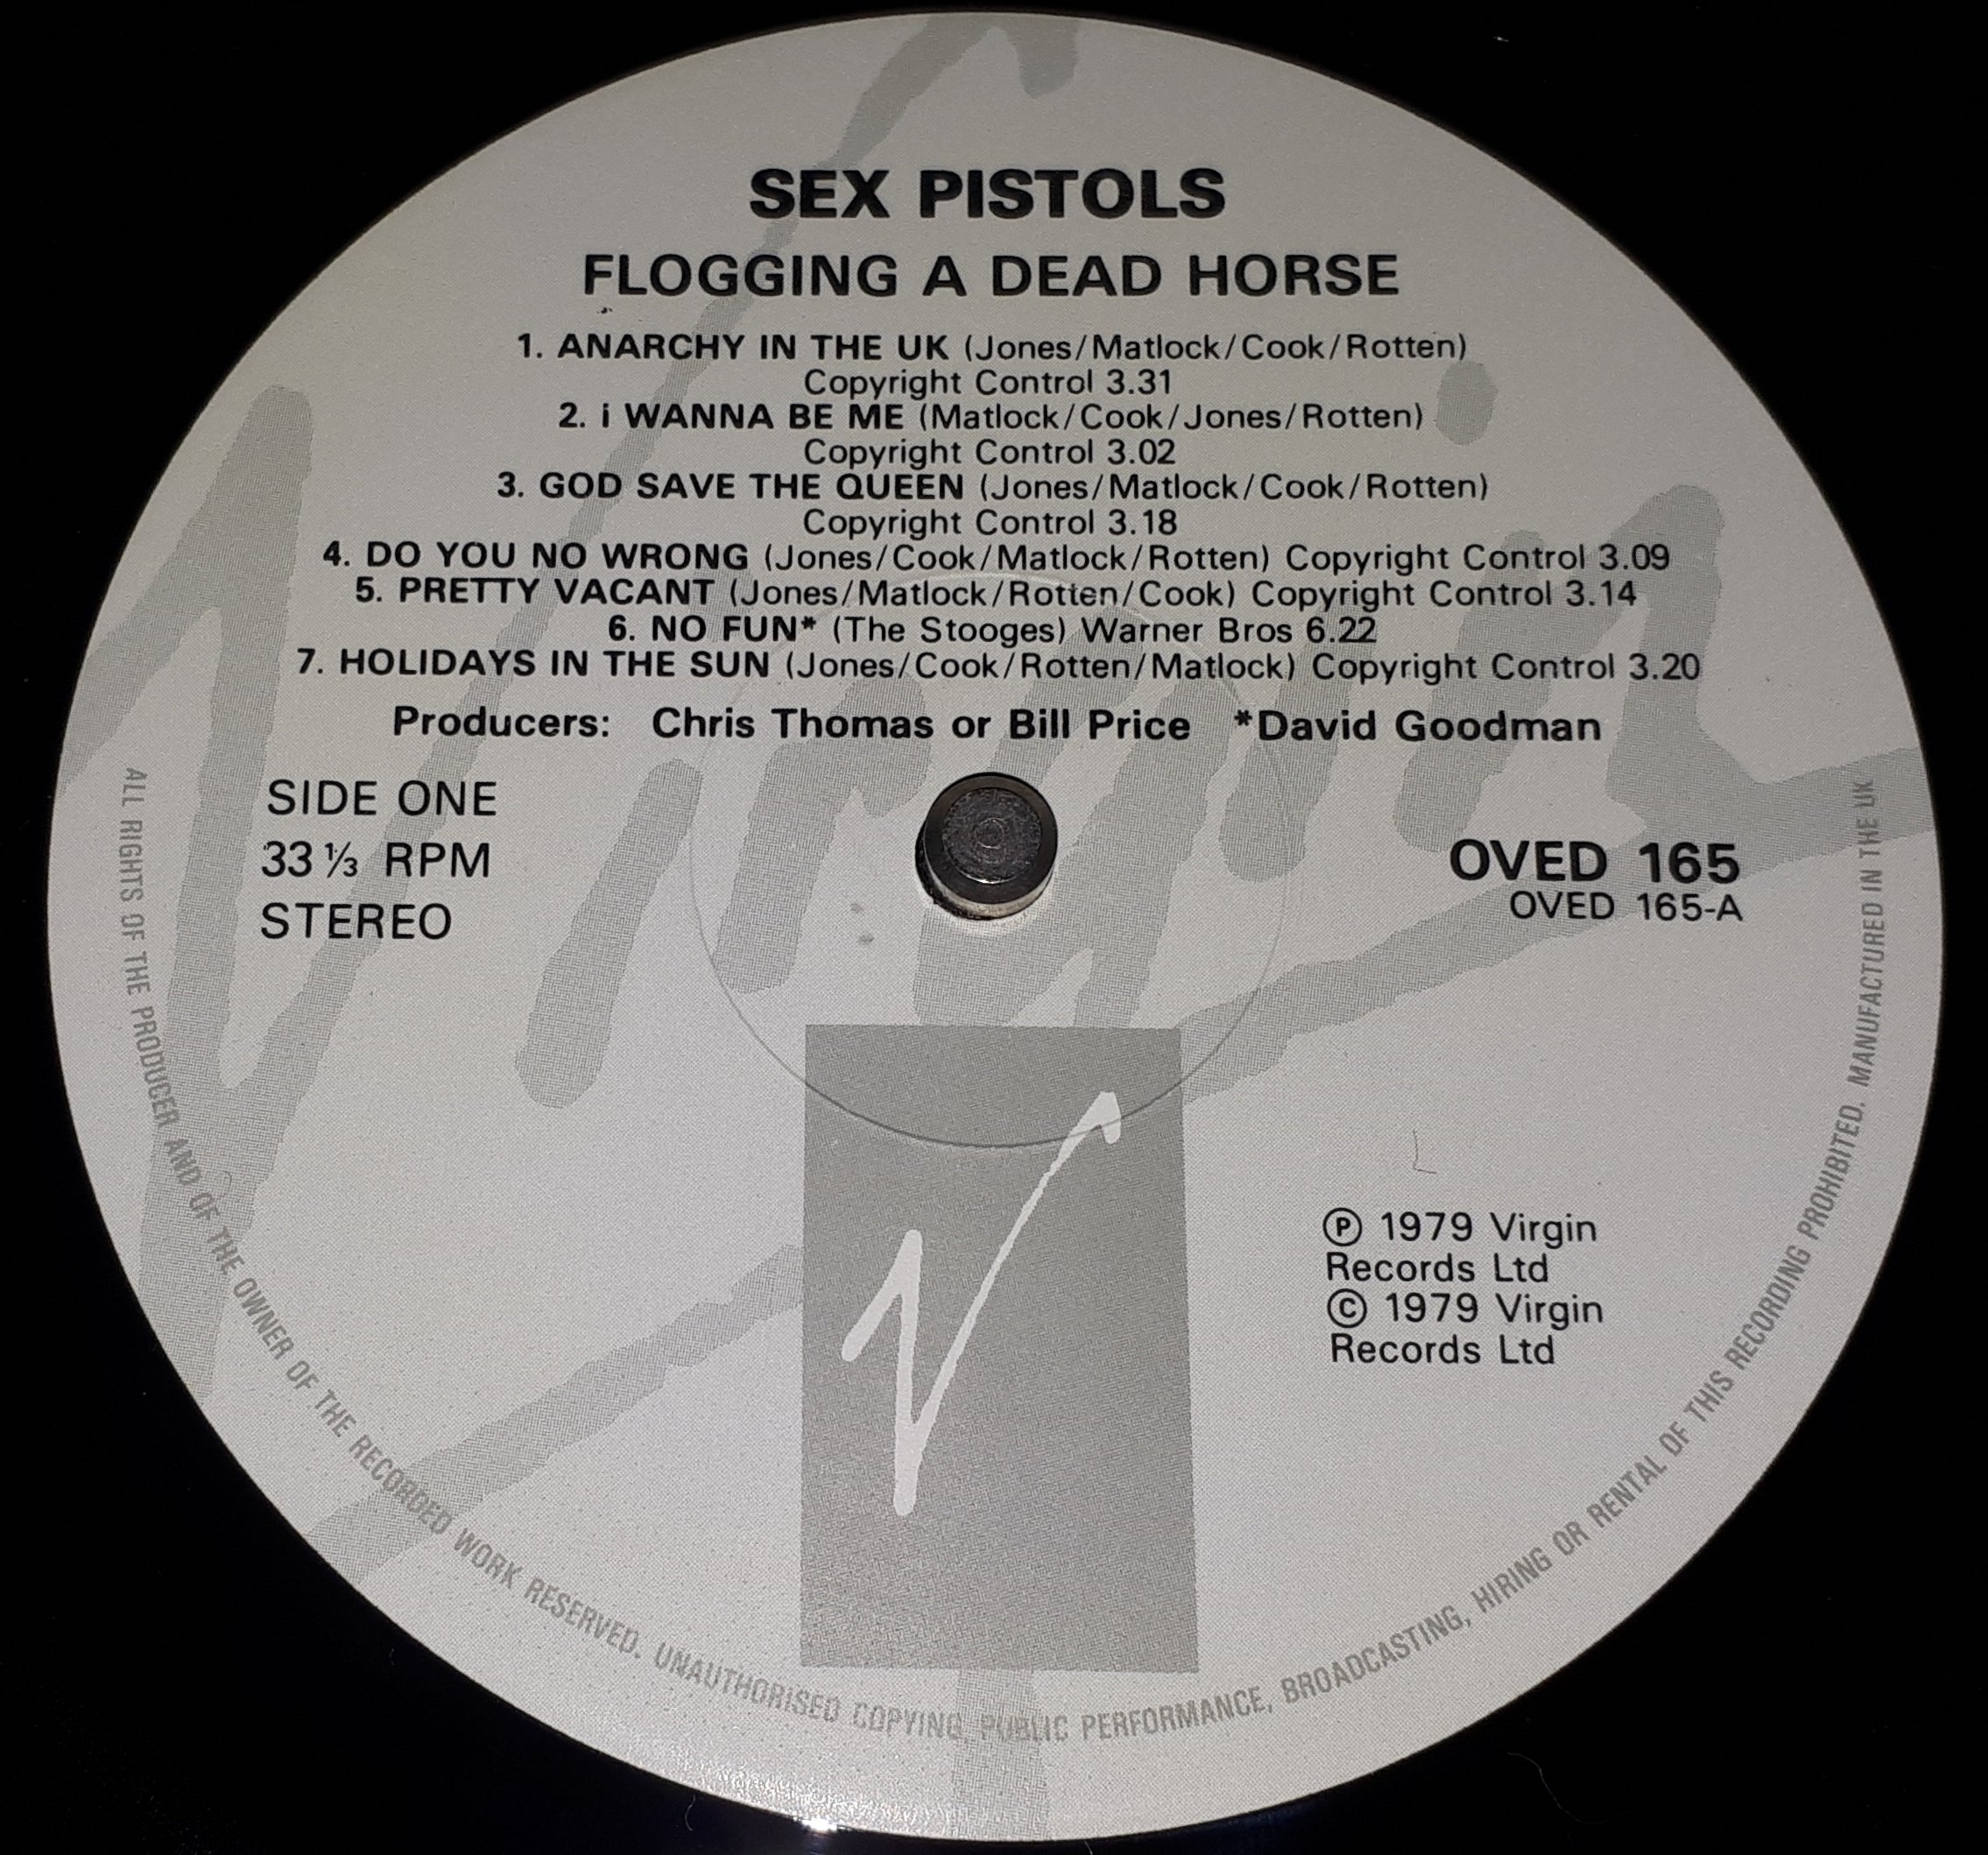 SEX PISTOLS
FLOGGING A DEAD HORSE
1. ANARCHY IN THE UK (Jones/Matlock/Cook/Rotten)
Copyright Control 3.31
2. i WANNA BE ME (Matlock/Cook/Jones/Rotten)
Copyright Control 3.02
3. GOD SAVE THE QUEEN (Jones/Matlock/Cook/Rotten)
Copyright Control 3.18
4. DO YOU NO WRONG (Jones/Cook/Matlock/Rotten) Copyright Control 3.09
5. PRETTY VACANT (Jones/Matlock/Rotten/Cook) Copyright Control 3.14
6. NO FUN* (The Stooges) Warner Bros 6.22
7. HOLIDAYS IN THE SUN (Jones/Cook/Rotten/Matlock) Copyright Control 3.20
Producers: Chris Thomas or Bill Price *David Goodman
SIDE ONE
33⅓ RPM
STEREO
OVED 165
OVED 165-A
Virgin
V
℗ 1979 Virgin
Records Ltd
© 1979 Virgin
Records Ltd
ALL RIGHTS OF THE PRODUCER AND OF THE OWNER OF THE RECORDED WORK RESERVED. UNAUTHORISED COPYING, PUBLIC PERFORMANCE, BROADCASTING, HIRING OR RENTAL OF THIS RECORDING PROHIBITED. MANUFACTURED IN THE UK